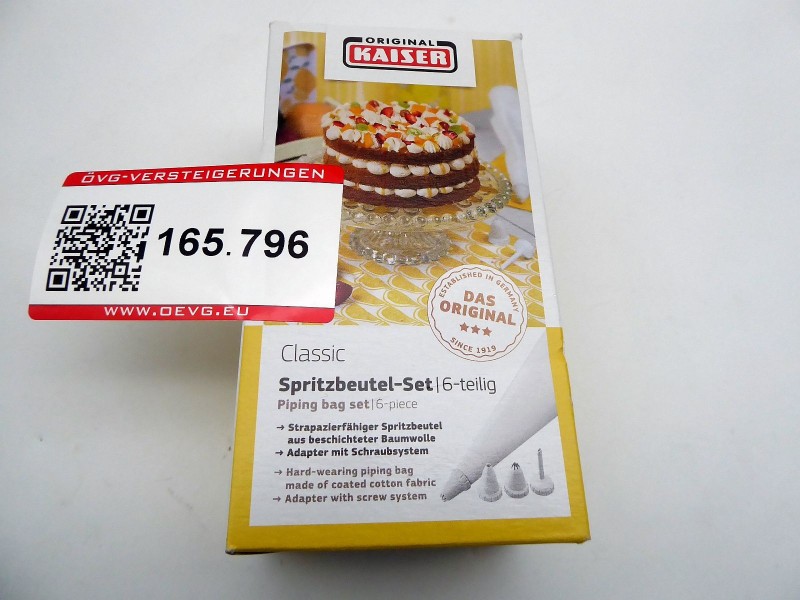 ORIGINAL
KAISER
ÖVG-VERSTEIGERUNGEN
165.796
WWW.OEVG.EU
ESTABLISHED IN GERMANY
DAS
ORIGINAL
SINCE 1919
Classic
Spritzbeutel-Set|6-teilig
Piping bag set|6-piece
→ Strapazierfähiger Spritzbeutel
aus beschichteter Baumwolle
→ Adapter mit Schraubsystem
→ Hard-wearing piping bag
made of coated cotton fabric
→ Adapter with screw system